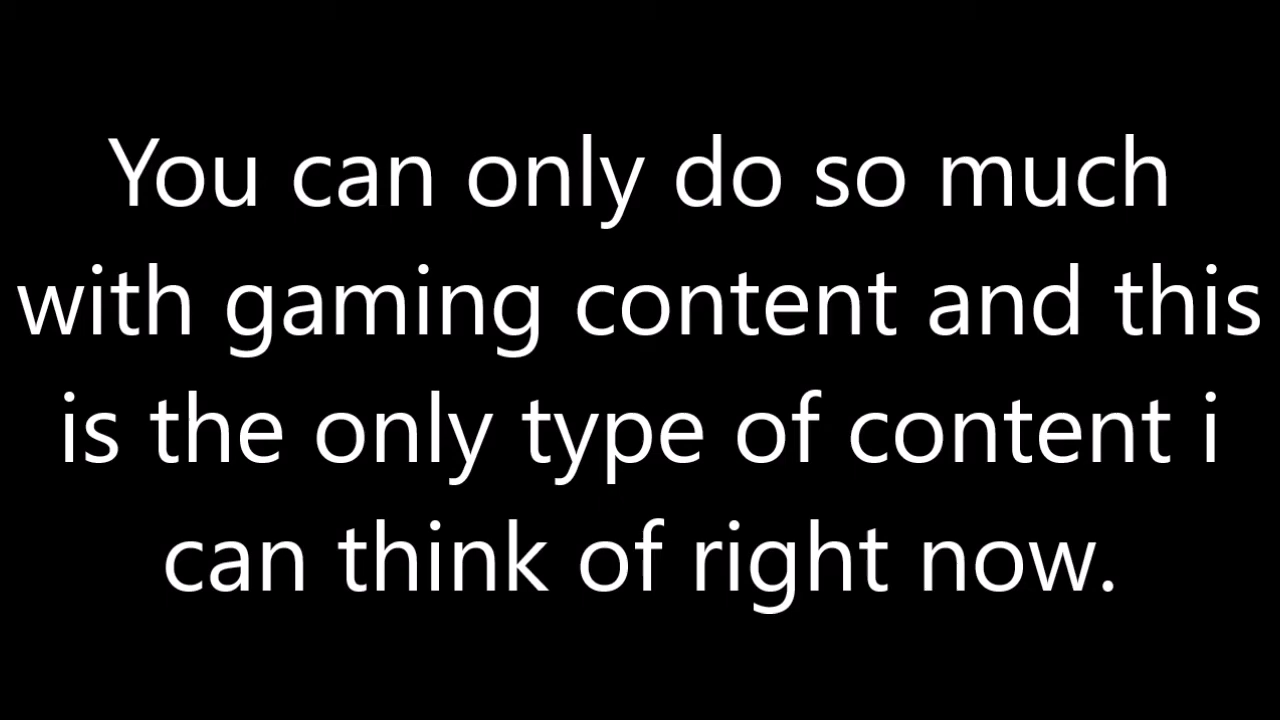 You can only do so much
with gaming content and this
is the only type of content i
can think of right now.